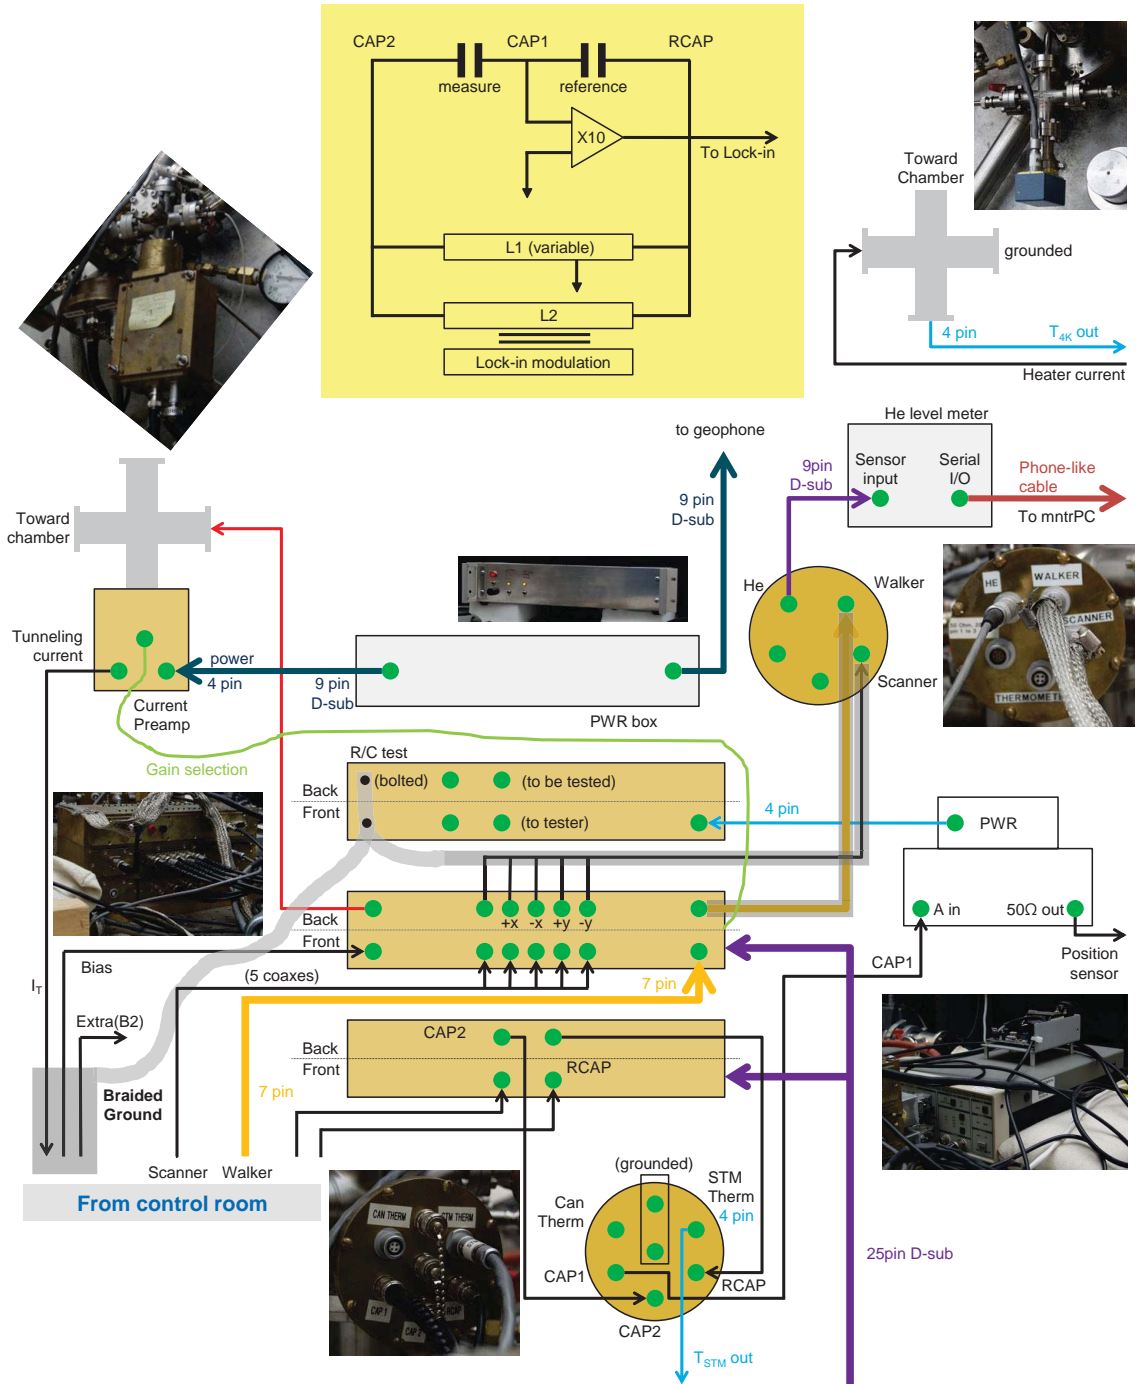 CAP2
CAP1
RCAP
measure
reference
X10
To Lock-in
L1 (variable)
L2
Lock-in modulation
Toward
Chamber
grounded
4 pin
T4K out
Heater current
He level meter
Sensor
input
Serial
I/O
9pin
D-sub
Phone-like
cable
To mntrPC
to geophone
9 pin
D-sub
Toward
chamber
Tunneling
current
power
4 pin
9 pin
D-sub
Current
Preamp
PWR box
Gain selection
He
Walker
Scanner
HE
WALKER
SCANNER
THERMOMET
R/C test
(bolted)
(to be tested)
Back
Front
(to tester)
4 pin
PWR
A in
50Ω out
Position
sensor
CAP1
+x
-x
+y
-y
Back
Front
Bias
(5 coaxes)
7 pin
IT
Extra(B2)
CAP2
Back
Front
RCAP
Braided
Ground
7 pin
Scanner
Walker
From control room
CAN THERM
STM THERM
CAP 1
CAP 2
RCAP
(grounded)
STM
Therm
4 pin
Can
Therm
CAP1
RCAP
CAP2
TSTM out
25pin D-sub